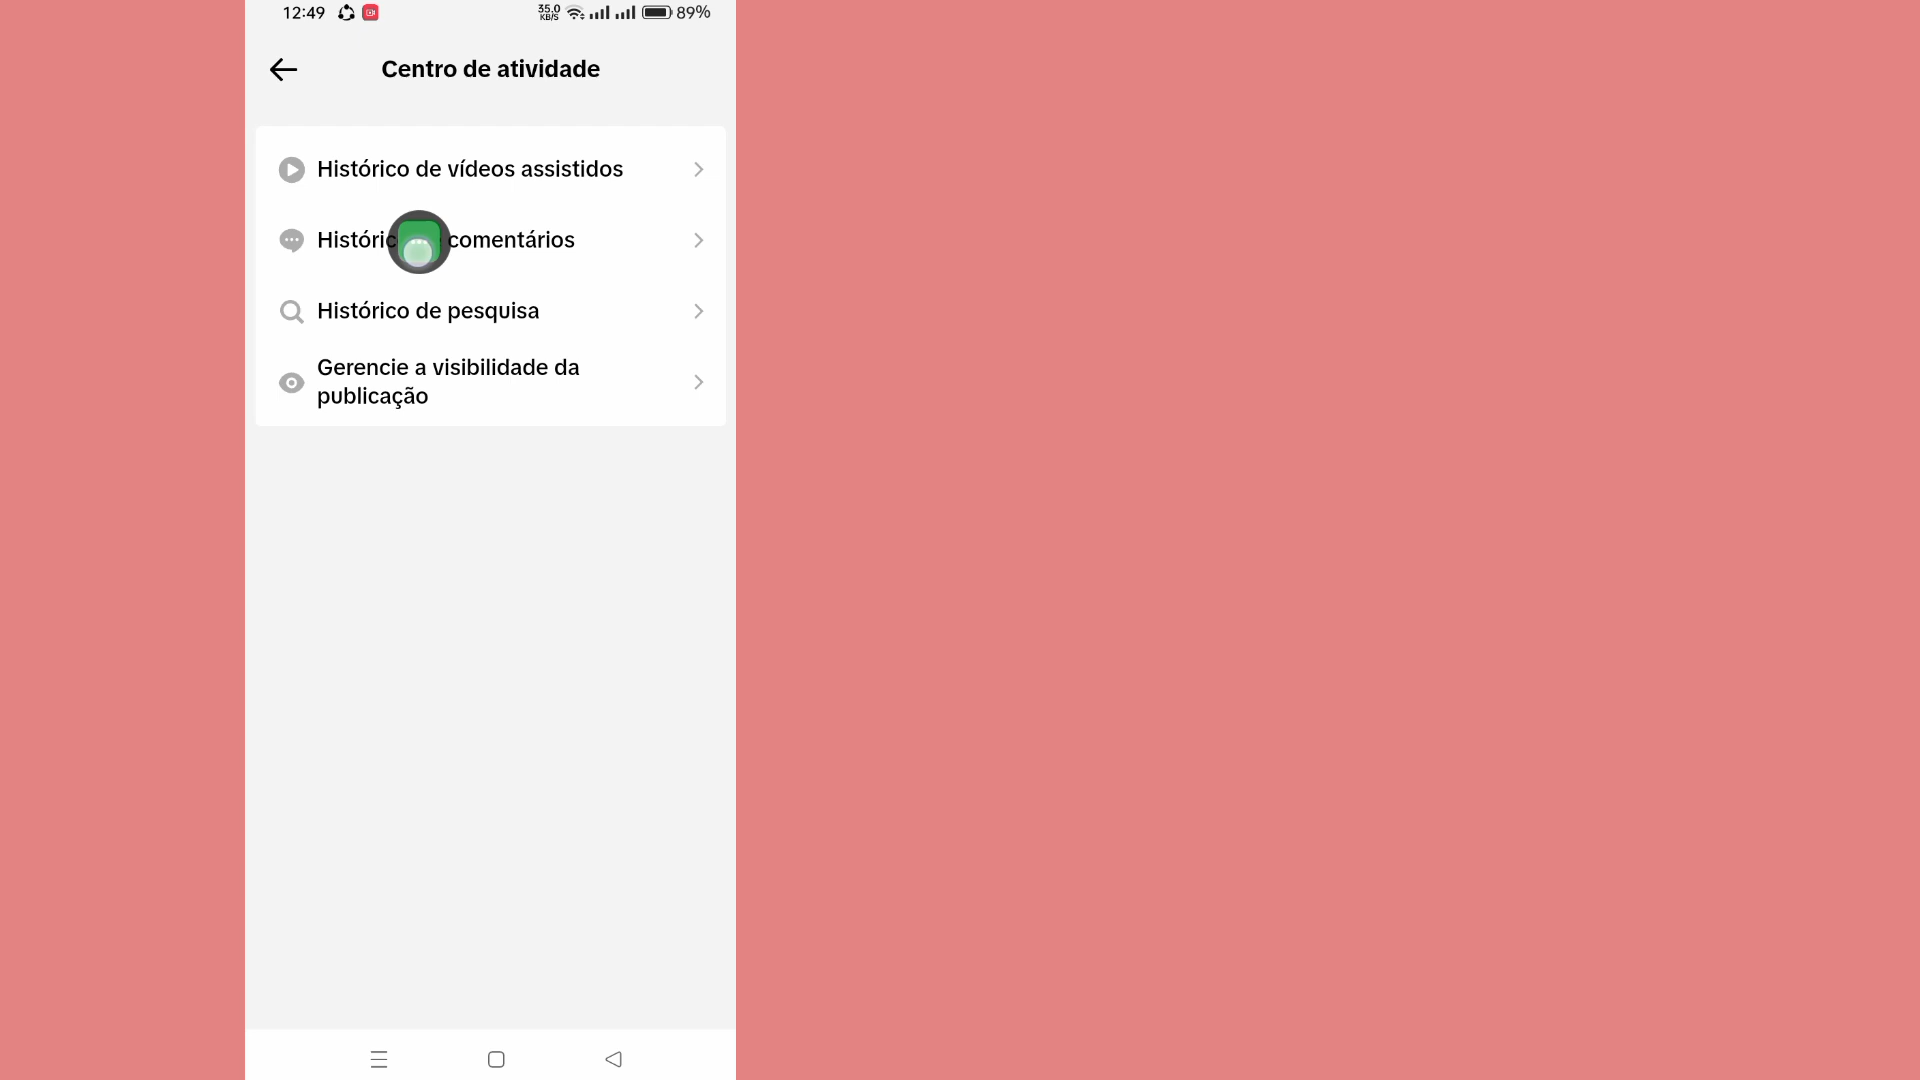 12:49 35.0 KB/S 89%
Centro de atividade
Histórico de vídeos assistidos
comentários
Histórico de pesquisa
Gerencie a visibilidade da
publicação